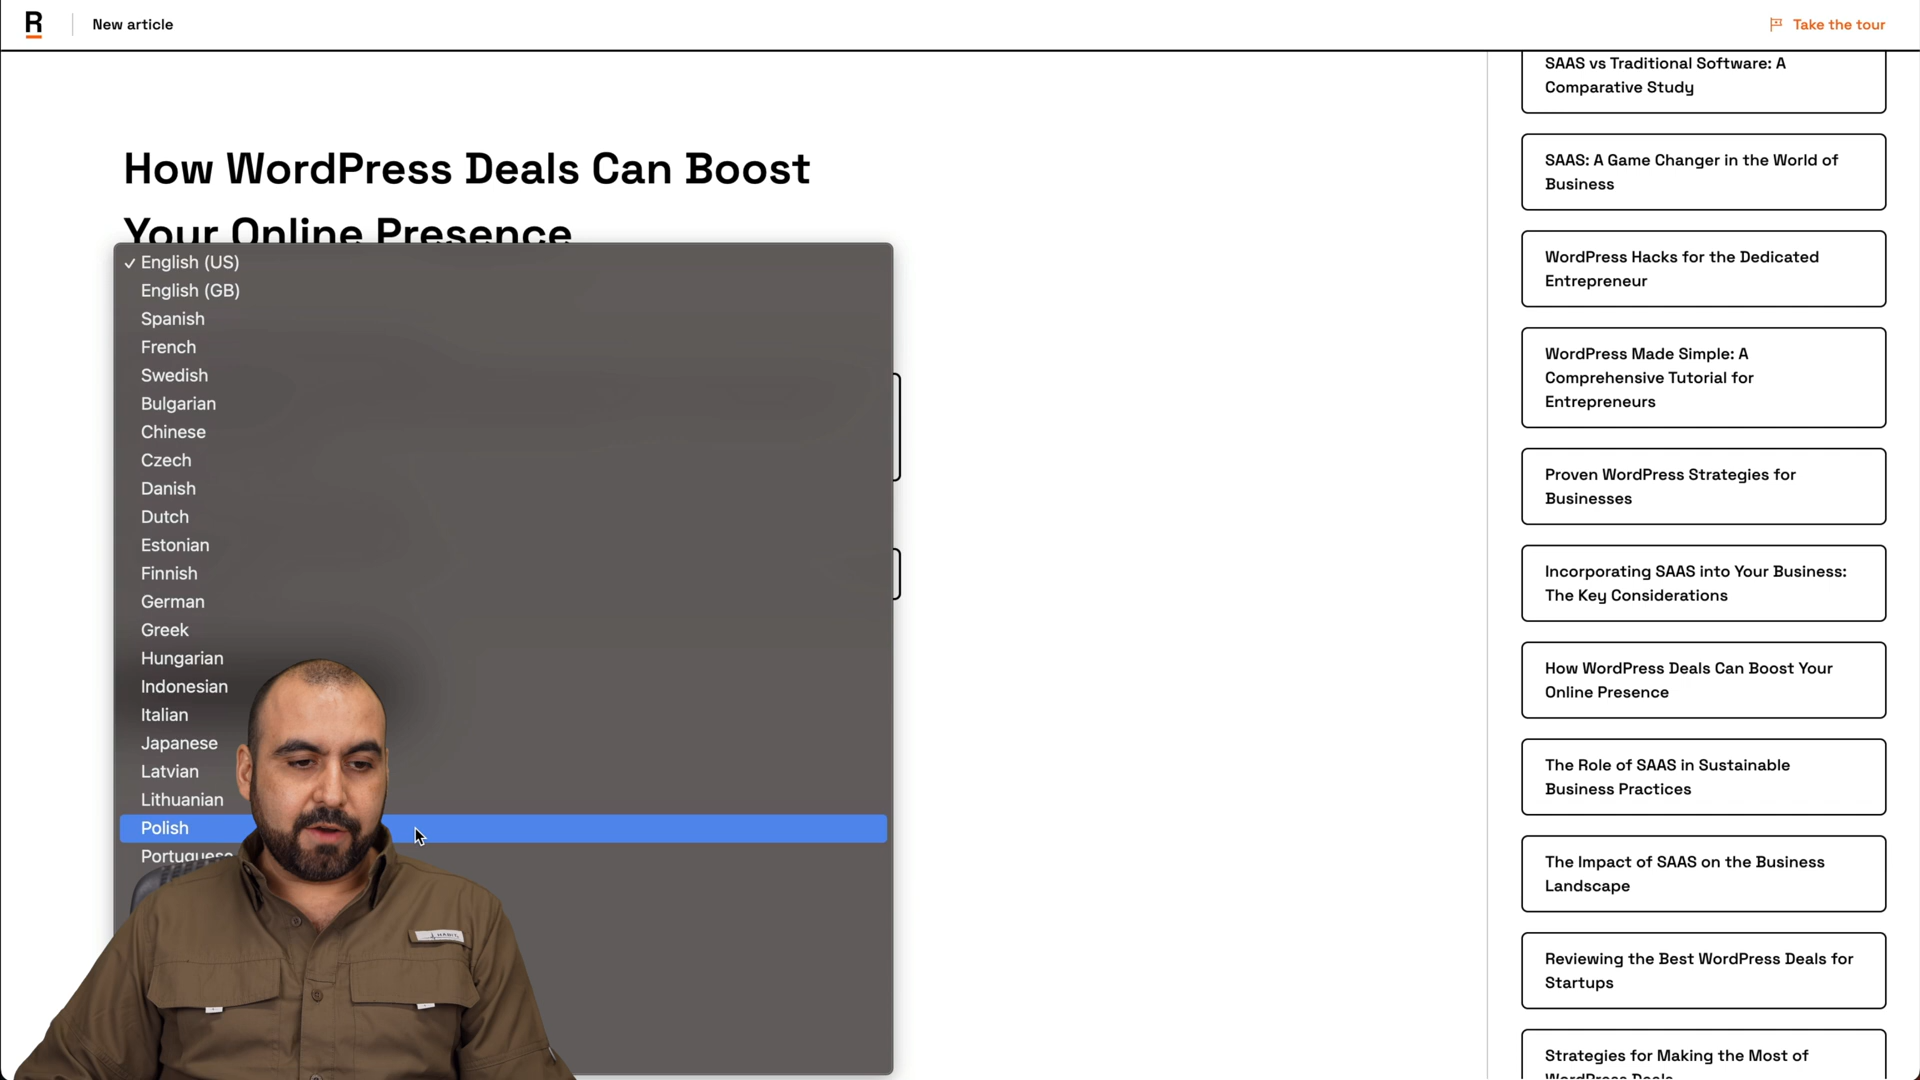 R
New article
Take the tour
How WordPress Deals Can Boost
Your Online Presence
✓ English (US)
English (GB)
Spanish
French
Swedish
Bulgarian
Chinese
Czech
Danish
Dutch
Estonian
Finnish
German
Greek
Hungarian
Indonesian
Italian
Japanese
Latvian
Lithuanian
Polish
Portuguese
SAAS vs Traditional Software: A
Comparative Study
SAAS: A Game Changer in the World of
Business
WordPress Hacks for the Dedicated
Entrepreneur
WordPress Made Simple: A
Comprehensive Tutorial for
Entrepreneurs
Proven WordPress Strategies for
Businesses
Incorporating SAAS into Your Business:
The Key Considerations
How WordPress Deals Can Boost Your
Online Presence
The Role of SAAS in Sustainable
Business Practices
The Impact of SAAS on the Business
Landscape
Reviewing the Best WordPress Deals for
Startups
Strategies for Making the Most of
WordPress Deals